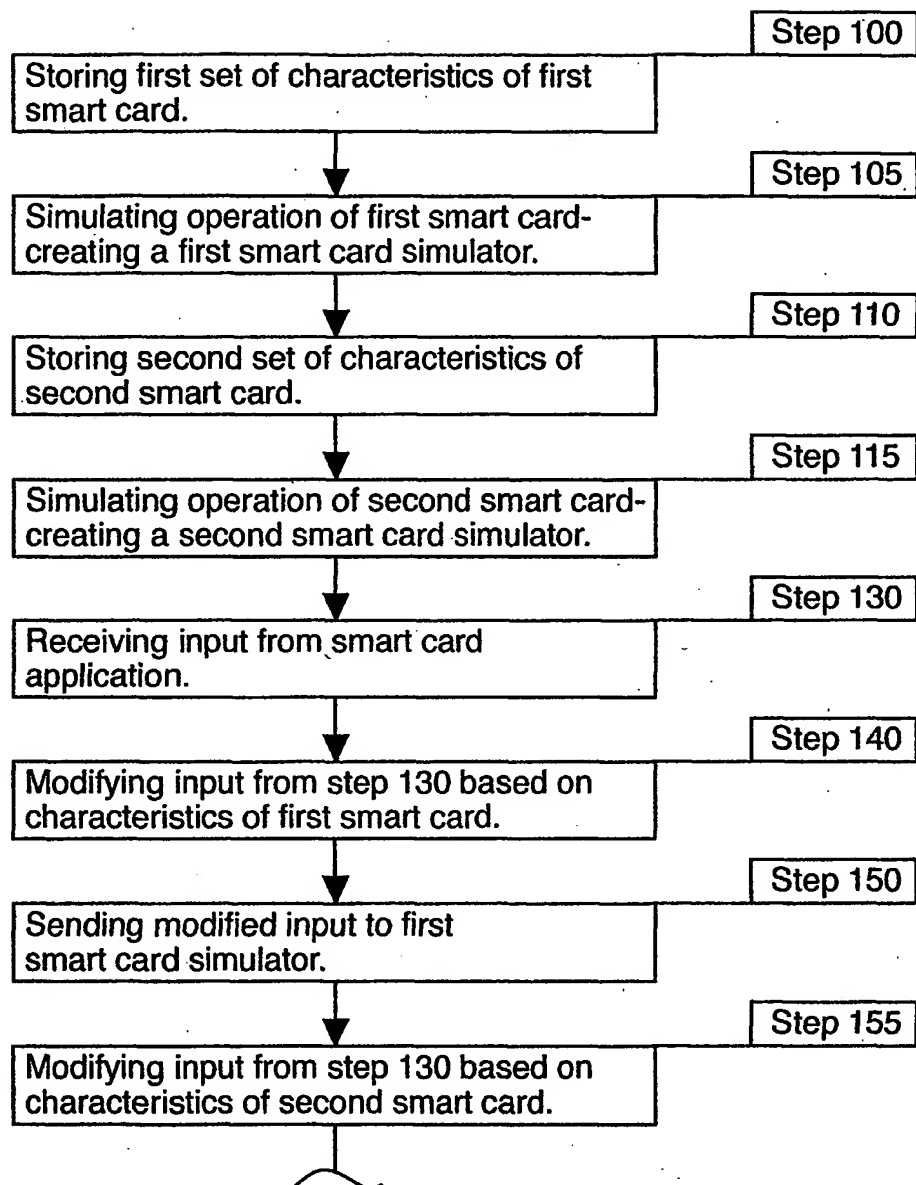 Step 100
Storing first set of characteristics of first
smart card.
Step 105
Simulating operation of first smart card-
creating a first smart card simulator.
Step 110
Storing second set of characteristics of
second smart card.
Step 115
Simulating operation of second smart card-
creating a second smart card simulator.
Step 130
Receiving input from smart card
application.
Step 140
Modifying input from step 130 based on
characteristics of first smart card.
Step 150
Sending modified input to first
smart card simulator.
Step 155
Modifying input from step 130 based on
characteristics of second smart card.